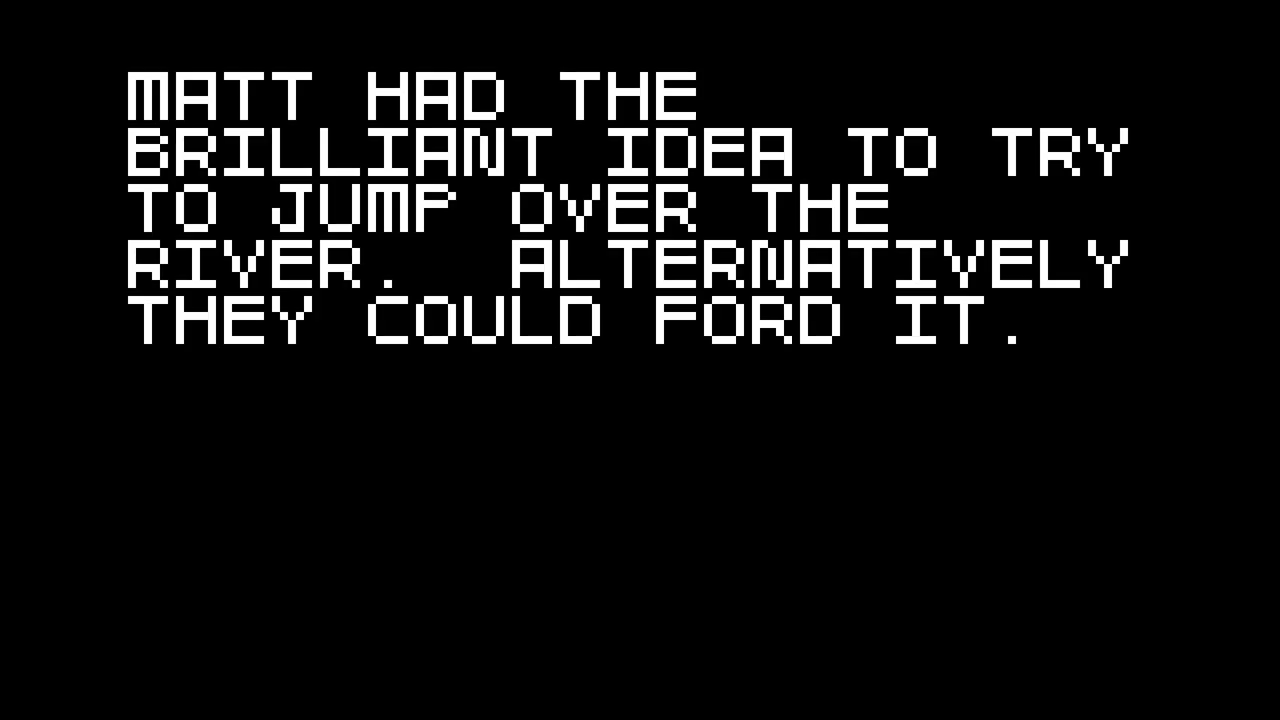 MATT HAD THE
BRILLIANT IDEA TO TRY
TO JUMP OVER THE
RIVER.  ALTERNATIVELY
THEY COULD FORD IT.